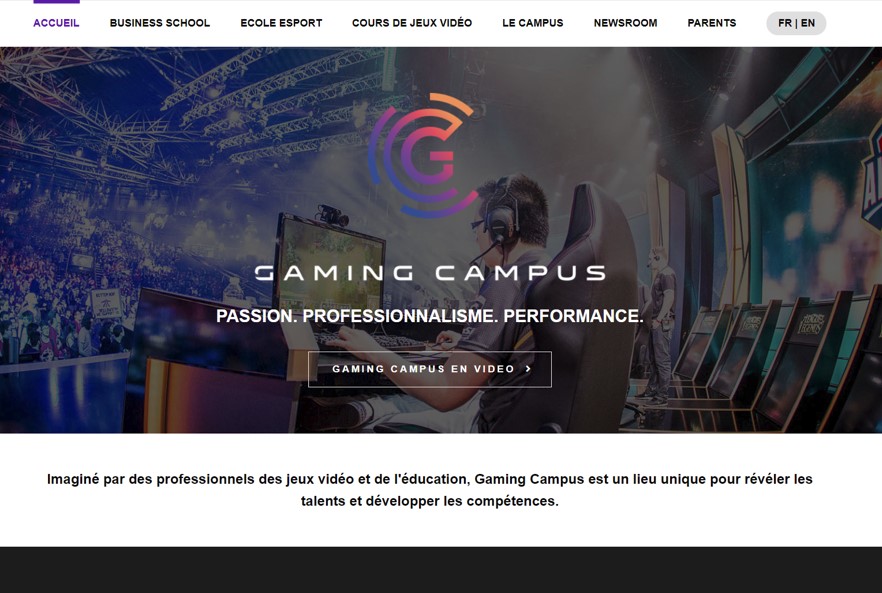 ACCUEIL BUSINESS SCHOOL ECOLE ESPORT COURS DE JEUX VIDÉO LE CAMPUS NEWSROOM PARENTS FR | EN
GAMING CAMPUS
PASSION. PROFESSIONNALISME. PERFORMANCE.
GAMING CAMPUS EN VIDEO >
Imaginé par des professionnels des jeux vidéo et de l'éducation, Gaming Campus est un lieu unique pour révéler les
talents et développer les compétences.